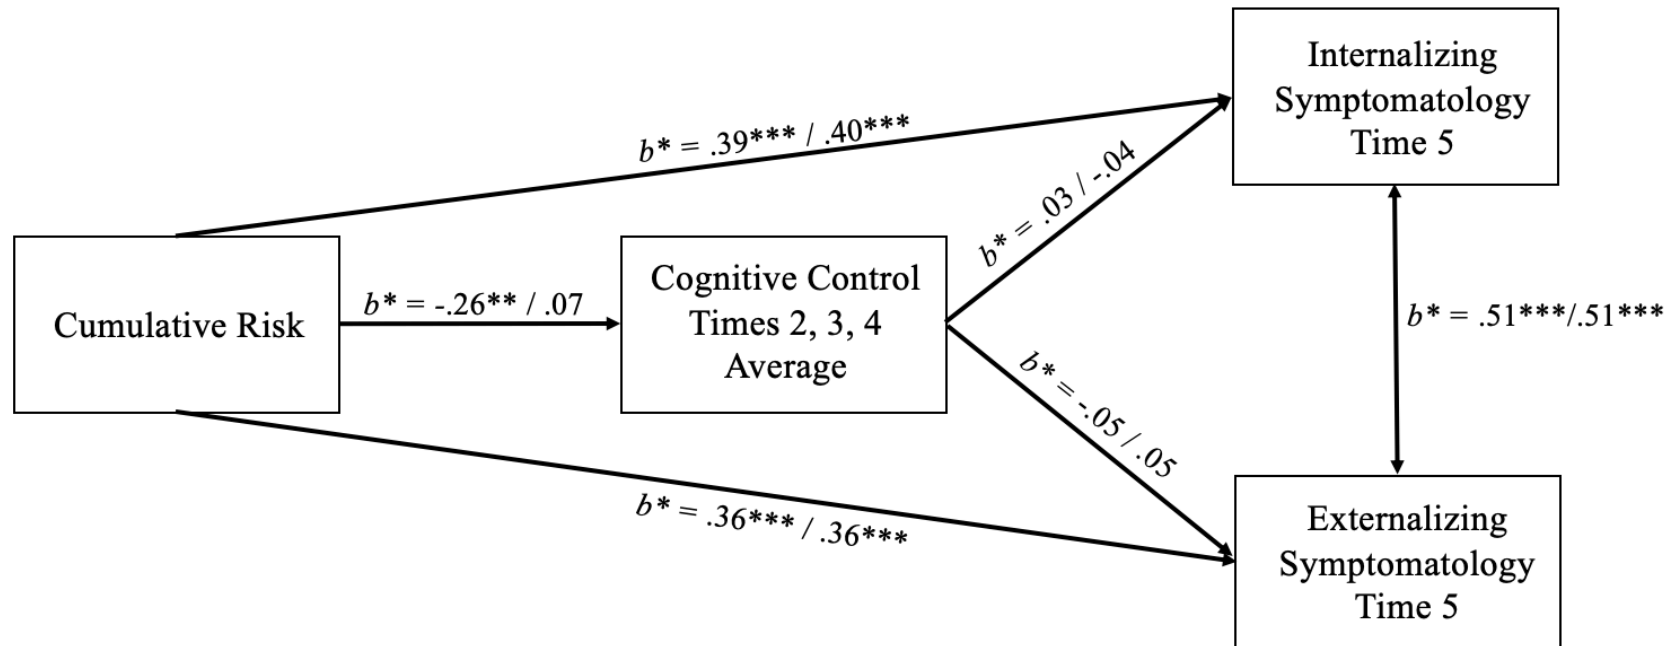 Internalizing
Symptomatology
Time 5
b* = .39*** / .40***
b* = .03 / -.04
Cumulative Risk
b* = -.26** / .07
Cognitive Control
Times 2, 3, 4
Average
b* = .51***/.51***
b* = -.05 / .05
b* = .36*** / .36***
Externalizing
Symptomatology
Time 5